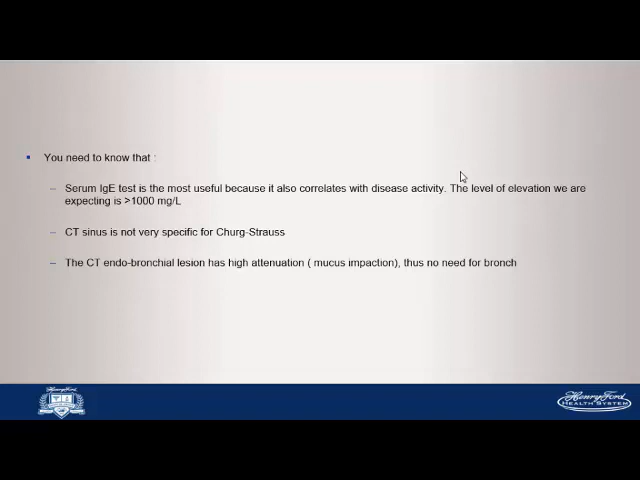 You need to know that :
Serum IgE test is the most useful because it also correlates with disease activity. The level of elevation we are
expecting is >1000 mg/L
CT sinus is not very specific for Churg-Strauss
The CT endo-bronchial lesion has high attenuation ( mucus impaction), thus no need for bronch
Henry Ford
HEALTH SYSTEM